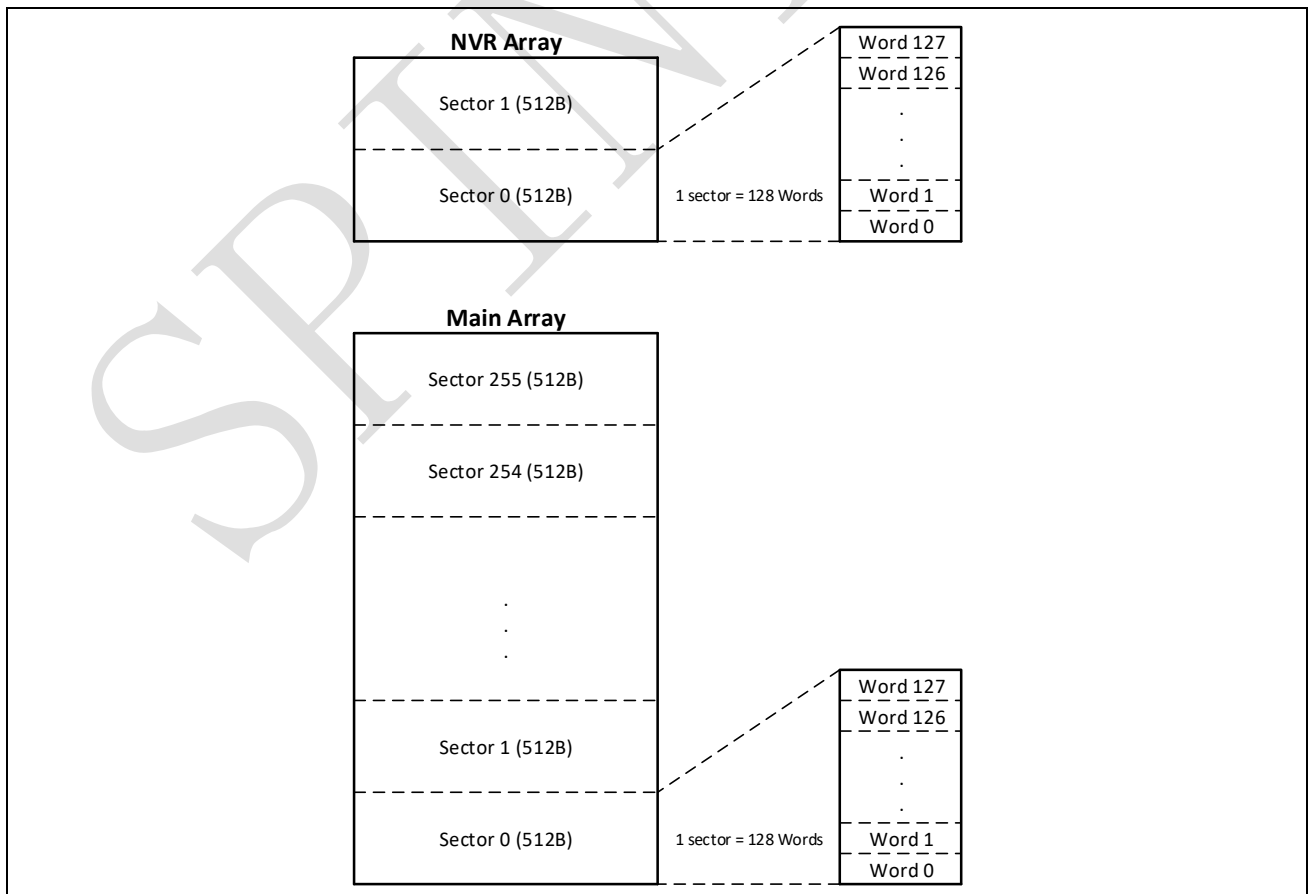 NVR Array
Sector 1 (512B)
Sector 0 (512B)
1 sector = 128 Words
Word 127
Word 126
.
.
.
Word 1
Word 0
Main Array
Sector 255 (512B)
Sector 254 (512B)
.
.
.
Sector 1 (512B)
Sector 0 (512B)
1 sector = 128 Words
Word 127
Word 126
.
.
.
Word 1
Word 0
SPIN